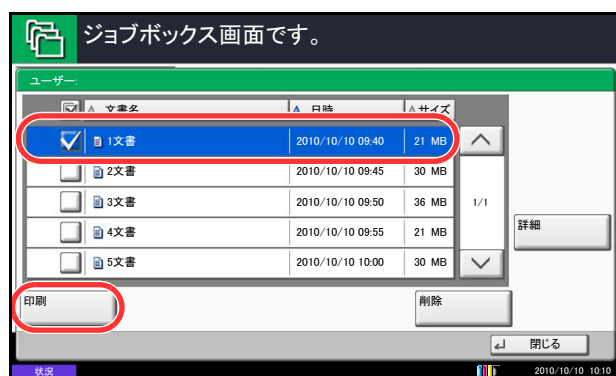 ジョブボックス画面です。
ユーザー:
文書名 日時 サイズ
1文書 2010/10/10 09:40 21 MB
2文書 2010/10/10 09:45 30 MB
3文書 2010/10/10 09:50 36 MB
1/1
4文書 2010/10/10 09:55 21 MB
詳細
5文書 2010/10/10 10:00 30 MB
印刷 削除
閉じる
状況 2010/10/10 10:10